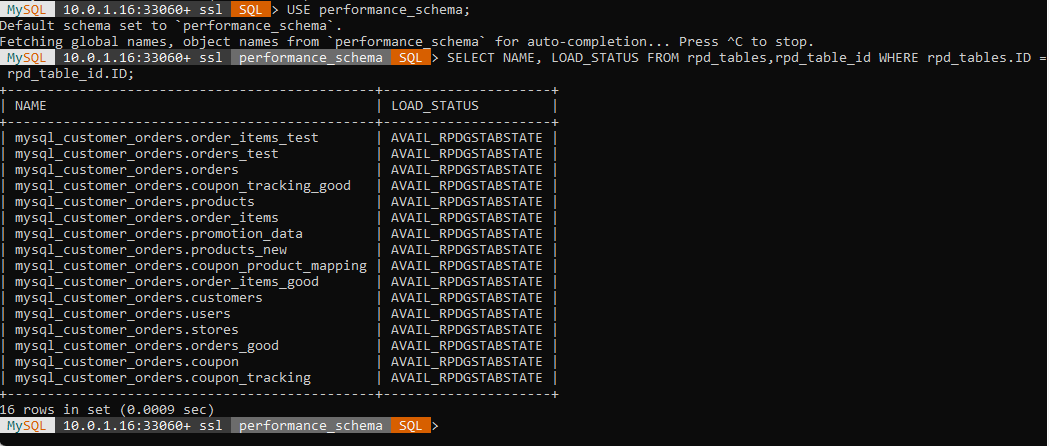 MySQL 10.0.1.16:33060+ ssl SQL > USE performance_schema;
Default schema set to `performance_schema`.
Fetching global names, object names from `performance_schema` for auto-completion... Press ^C to stop.
MySQL 10.0.1.16:33060+ ssl performance_schema SQL > SELECT NAME, LOAD_STATUS FROM rpd_tables,rpd_table_id WHERE rpd_tables.ID =
rpd_table_id.ID;
+----------------------------------------------+---------------------+
| NAME | LOAD_STATUS |
+----------------------------------------------+---------------------+
| mysql_customer_orders.order_items_test | AVAIL_RPDGSTABSTATE |
| mysql_customer_orders.orders_test | AVAIL_RPDGSTABSTATE |
| mysql_customer_orders.orders | AVAIL_RPDGSTABSTATE |
| mysql_customer_orders.coupon_tracking_good | AVAIL_RPDGSTABSTATE |
| mysql_customer_orders.products | AVAIL_RPDGSTABSTATE |
| mysql_customer_orders.order_items | AVAIL_RPDGSTABSTATE |
| mysql_customer_orders.promotion_data | AVAIL_RPDGSTABSTATE |
| mysql_customer_orders.products_new | AVAIL_RPDGSTABSTATE |
| mysql_customer_orders.coupon_product_mapping | AVAIL_RPDGSTABSTATE |
| mysql_customer_orders.order_items_good | AVAIL_RPDGSTABSTATE |
| mysql_customer_orders.customers | AVAIL_RPDGSTABSTATE |
| mysql_customer_orders.users | AVAIL_RPDGSTABSTATE |
| mysql_customer_orders.stores | AVAIL_RPDGSTABSTATE |
| mysql_customer_orders.orders_good | AVAIL_RPDGSTABSTATE |
| mysql_customer_orders.coupon | AVAIL_RPDGSTABSTATE |
| mysql_customer_orders.coupon_tracking | AVAIL_RPDGSTABSTATE |
+----------------------------------------------+---------------------+
16 rows in set (0.0009 sec)
MySQL 10.0.1.16:33060+ ssl performance_schema SQL >